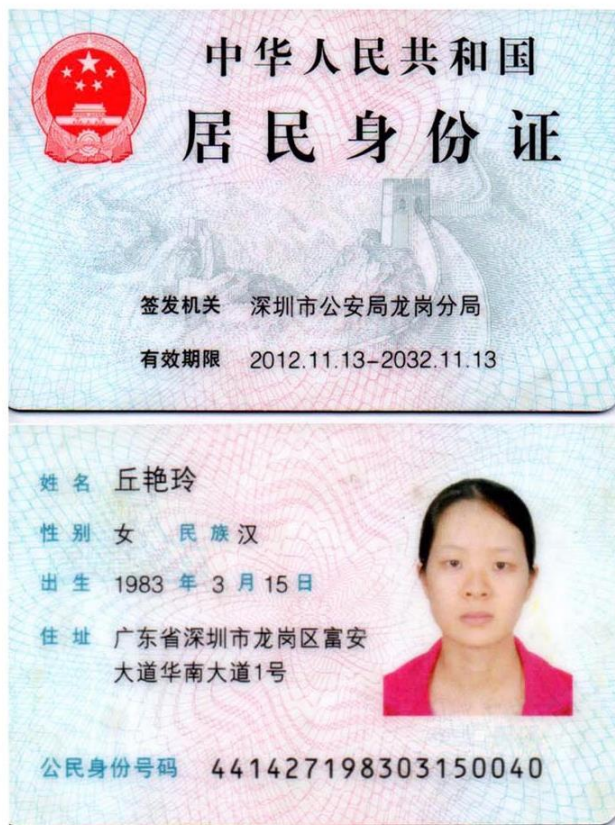 中华人民共和国
居民身份证
签发机关 深圳市公安局龙岗分局
有效期限 2012.11.13-2032.11.13
姓名 丘艳玲
性别 女 民族 汉
出生 1983 年 3 月 15 日
住址 广东省深圳市龙岗区富安
大道华南大道1号
公民身份号码 441427198303150040